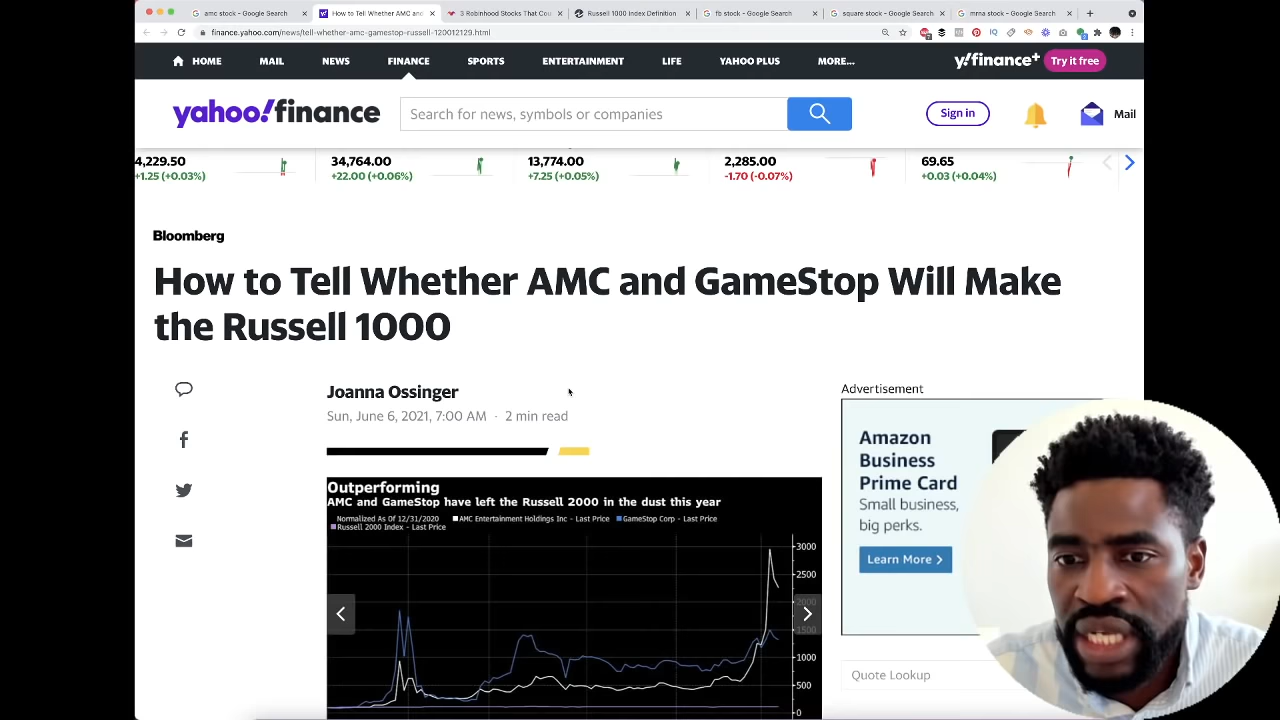 amc stock - Google Search
How to Tell Whether AMC and
3 Robinhood Stocks That Cou
Russell 1000 Index Definition
fb stock - Google Search
square stock - Google Search
mrna stock - Google Search
finance.yahoo.com/news/tell-whether-amc-gamestop-russell-120012129.html
HOME MAIL NEWS FINANCE SPORTS ENTERTAINMENT LIFE YAHOO PLUS MORE... y!finance+ Try it free
yahoo!finance Search for news, symbols or companies Sign in Mail
4,229.50 34,764.00 13,774.00 2,285.00 69.65
+1.25 (+0.03%) +22.00 (+0.06%) +7.25 (+0.05%) -1.70 (-0.07%) +0.03 (+0.04%)
Bloomberg
How to Tell Whether AMC and GameStop Will Make
the Russell 1000
Joanna Ossinger
Sun, June 6, 2021, 7:00 AM · 2 min read
Outperforming
AMC and GameStop have left the Russell 2000 in the dust this year
Normalized As Of 12/31/2020 AMC Entertainment Holdings Inc - Last Price GameStop Corp - Last Price
Russell 2000 Index - Last Price
3000
2500
2000
1500
1000
500
0
Advertisement
Amazon
Business
Prime Card
Small business,
big perks.
Learn More >
Quote Lookup